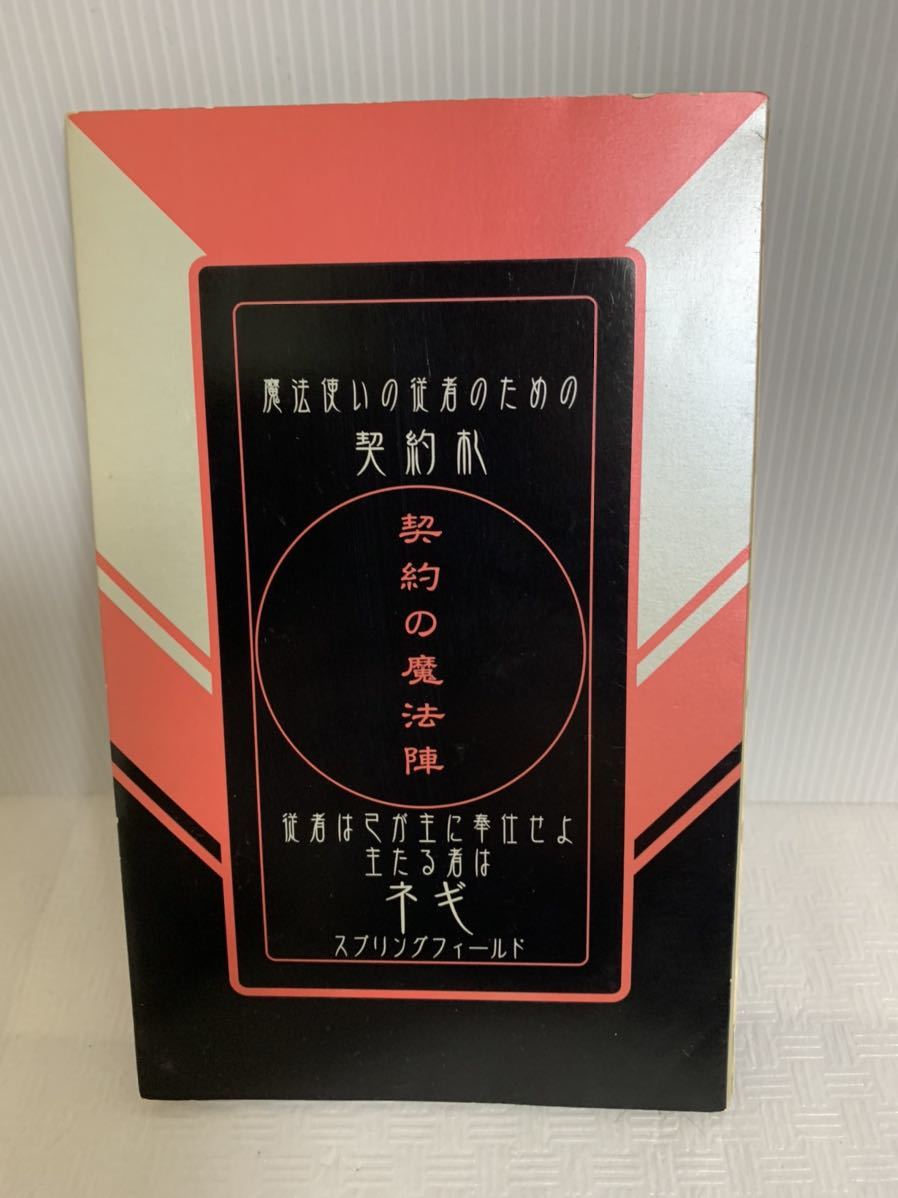 魔法使いの従者のための
契約札
契約の魔法陣
従者は己が主に奉仕せよ
主たる者は
ネギ
スプリングフィールド